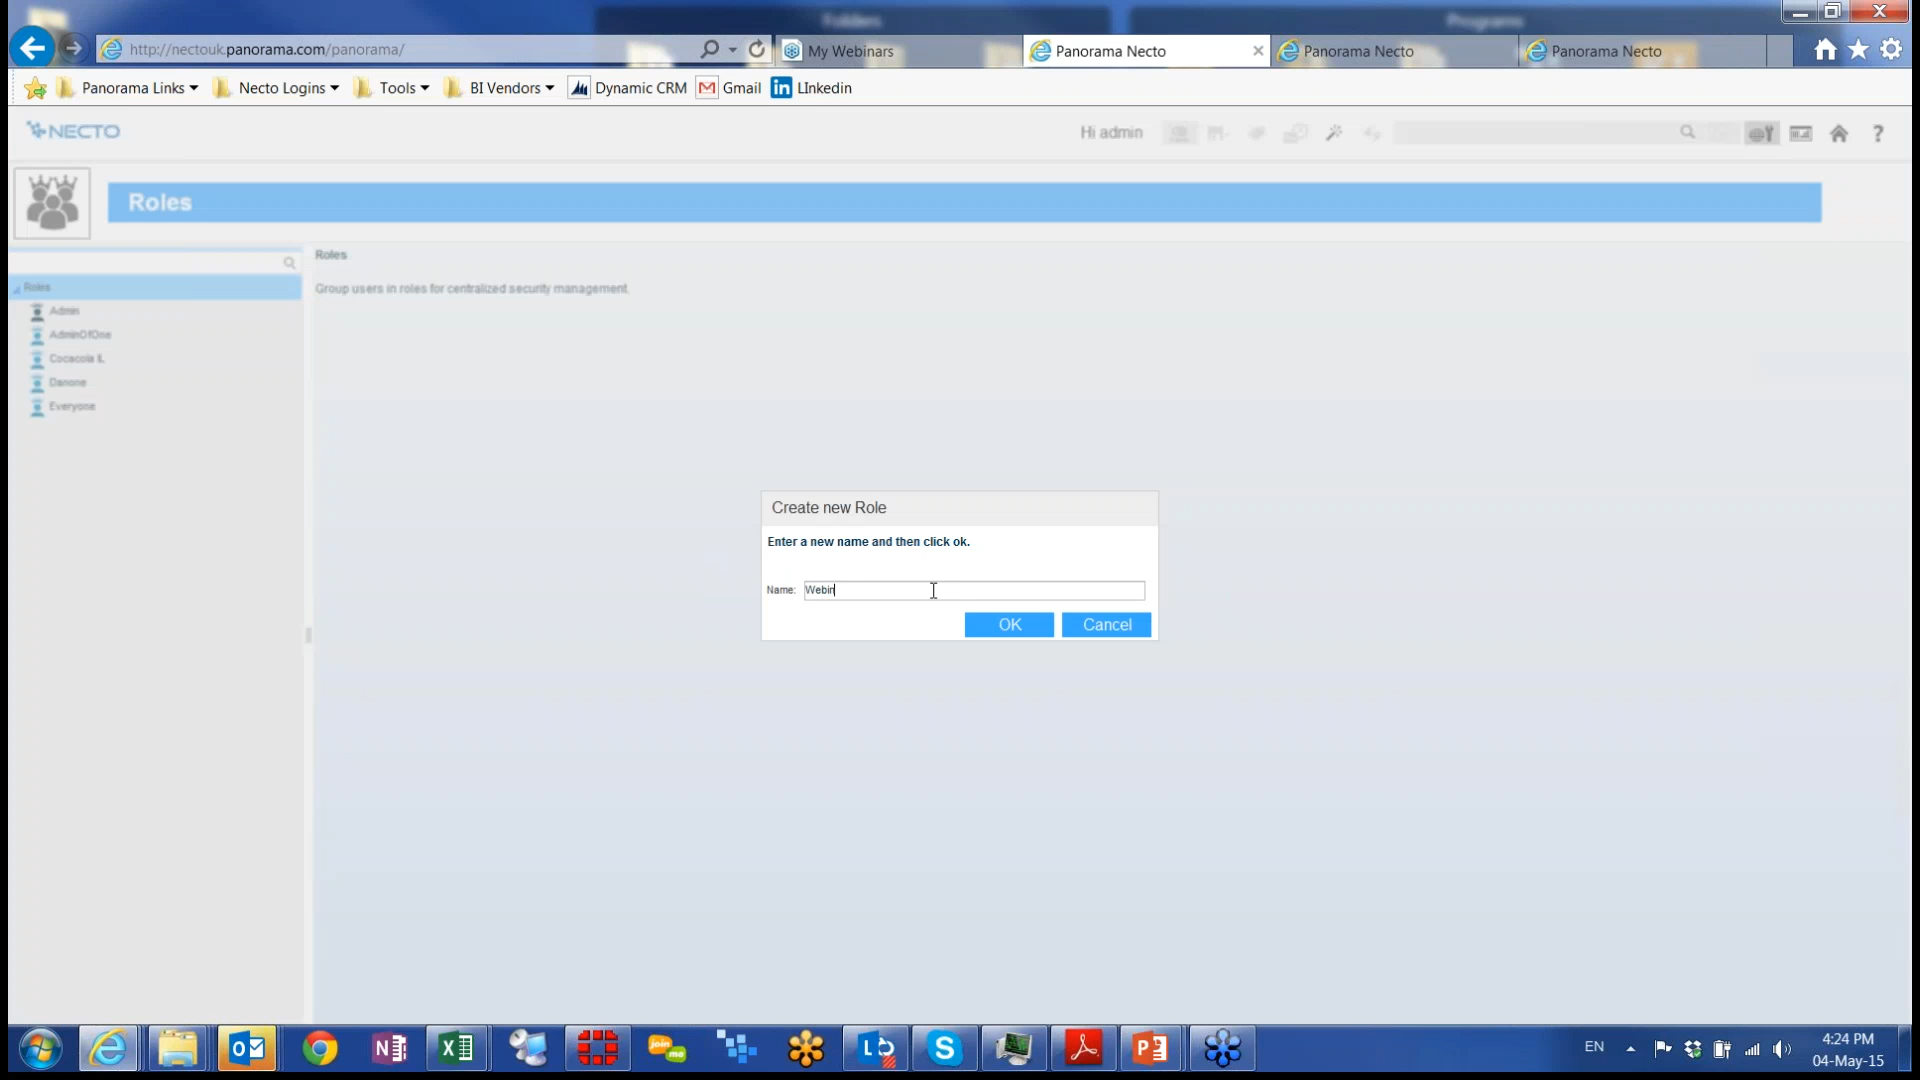 Folders
Programs
http://nectouk.panorama.com/panorama/
My Webinars
Panorama Necto
Panorama Necto
Panorama Necto
Panorama Links
Necto Logins
Tools
BI Vendors
Dynamic CRM
Gmail
LInkedin
NECTO
Hi admin
Roles
Roles
Group users in roles for centralized security management.
Roles
Admin
AdminOfOne
Cocacola IL
Danone
Everyone
Create new Role
Enter a new name and then click ok.
Name: Webin
OK
Cancel
EN
4:24 PM
04-May-15